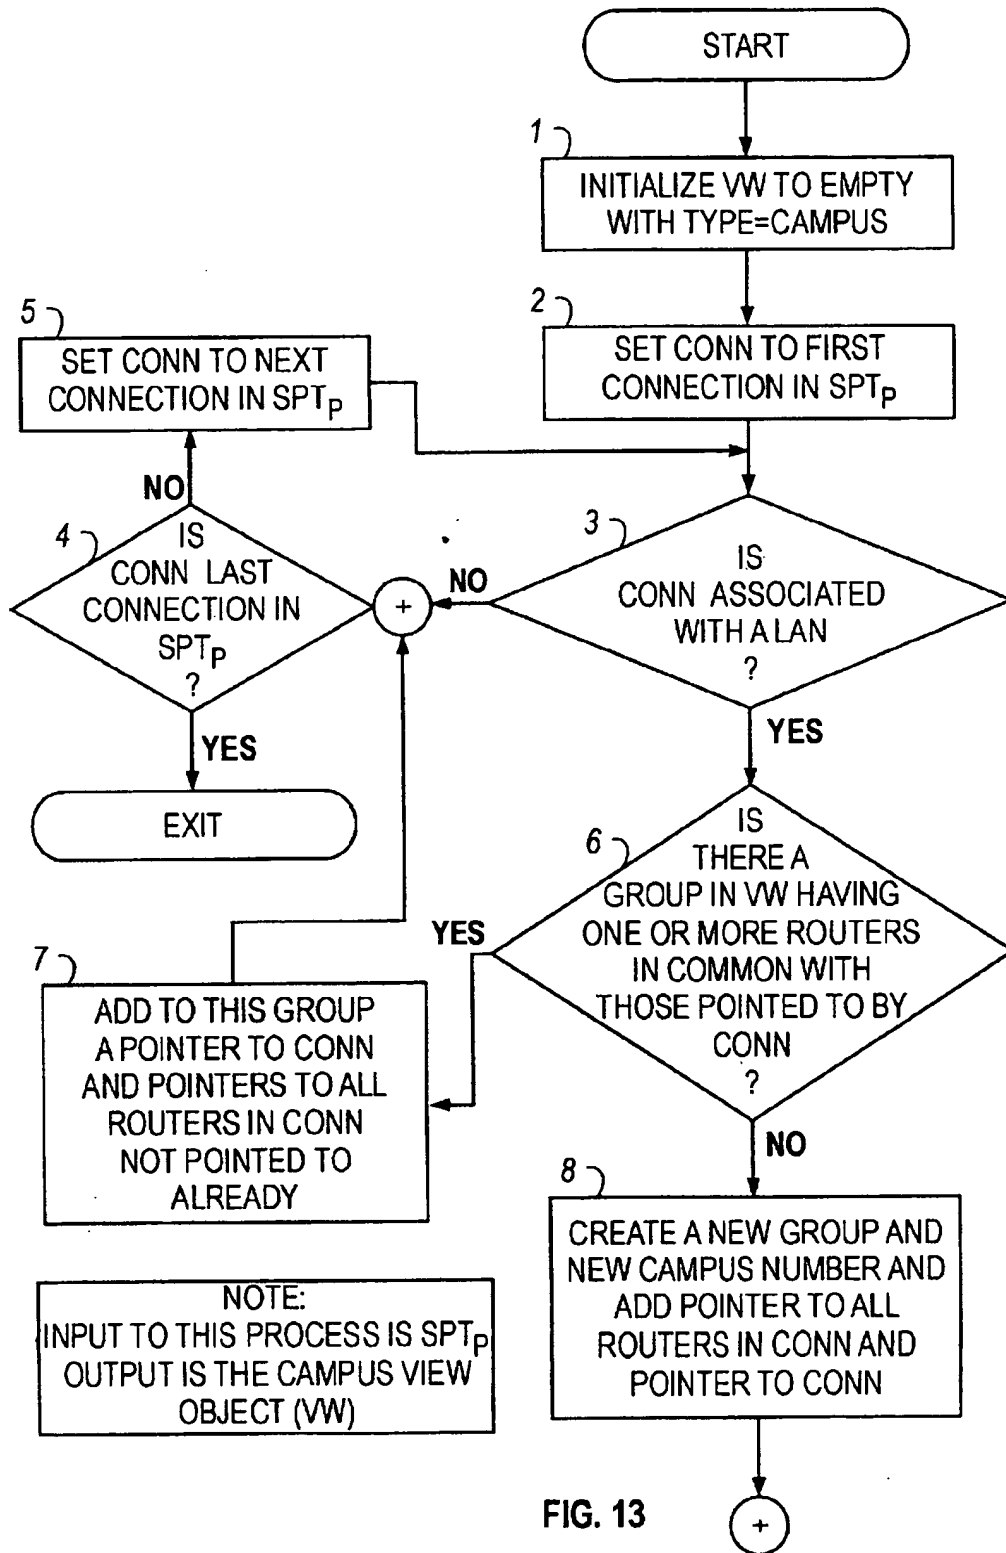 START
1
INITIALIZE VW TO EMPTY
WITH TYPE=CAMPUS
2
SET CONN TO FIRST
CONNECTION IN SPTP
5
SET CONN TO NEXT
CONNECTION IN SPTP
NO
4
IS
CONN LAST
CONNECTION IN
SPTP
?
YES
EXIT
+
NO
3
IS
CONN ASSOCIATED
WITH A LAN
?
YES
6
IS
THERE A
GROUP IN VW HAVING
ONE OR MORE ROUTERS
IN COMMON WITH
THOSE POINTED TO BY
CONN
?
YES
NO
7
ADD TO THIS GROUP
A POINTER TO CONN
AND POINTERS TO ALL
ROUTERS IN CONN
NOT POINTED TO
ALREADY
8
CREATE A NEW GROUP AND
NEW CAMPUS NUMBER AND
ADD POINTER TO ALL
ROUTERS IN CONN AND
POINTER TO CONN
NOTE:
INPUT TO THIS PROCESS IS SPTP
OUTPUT IS THE CAMPUS VIEW
OBJECT (VW)
FIG. 13
+